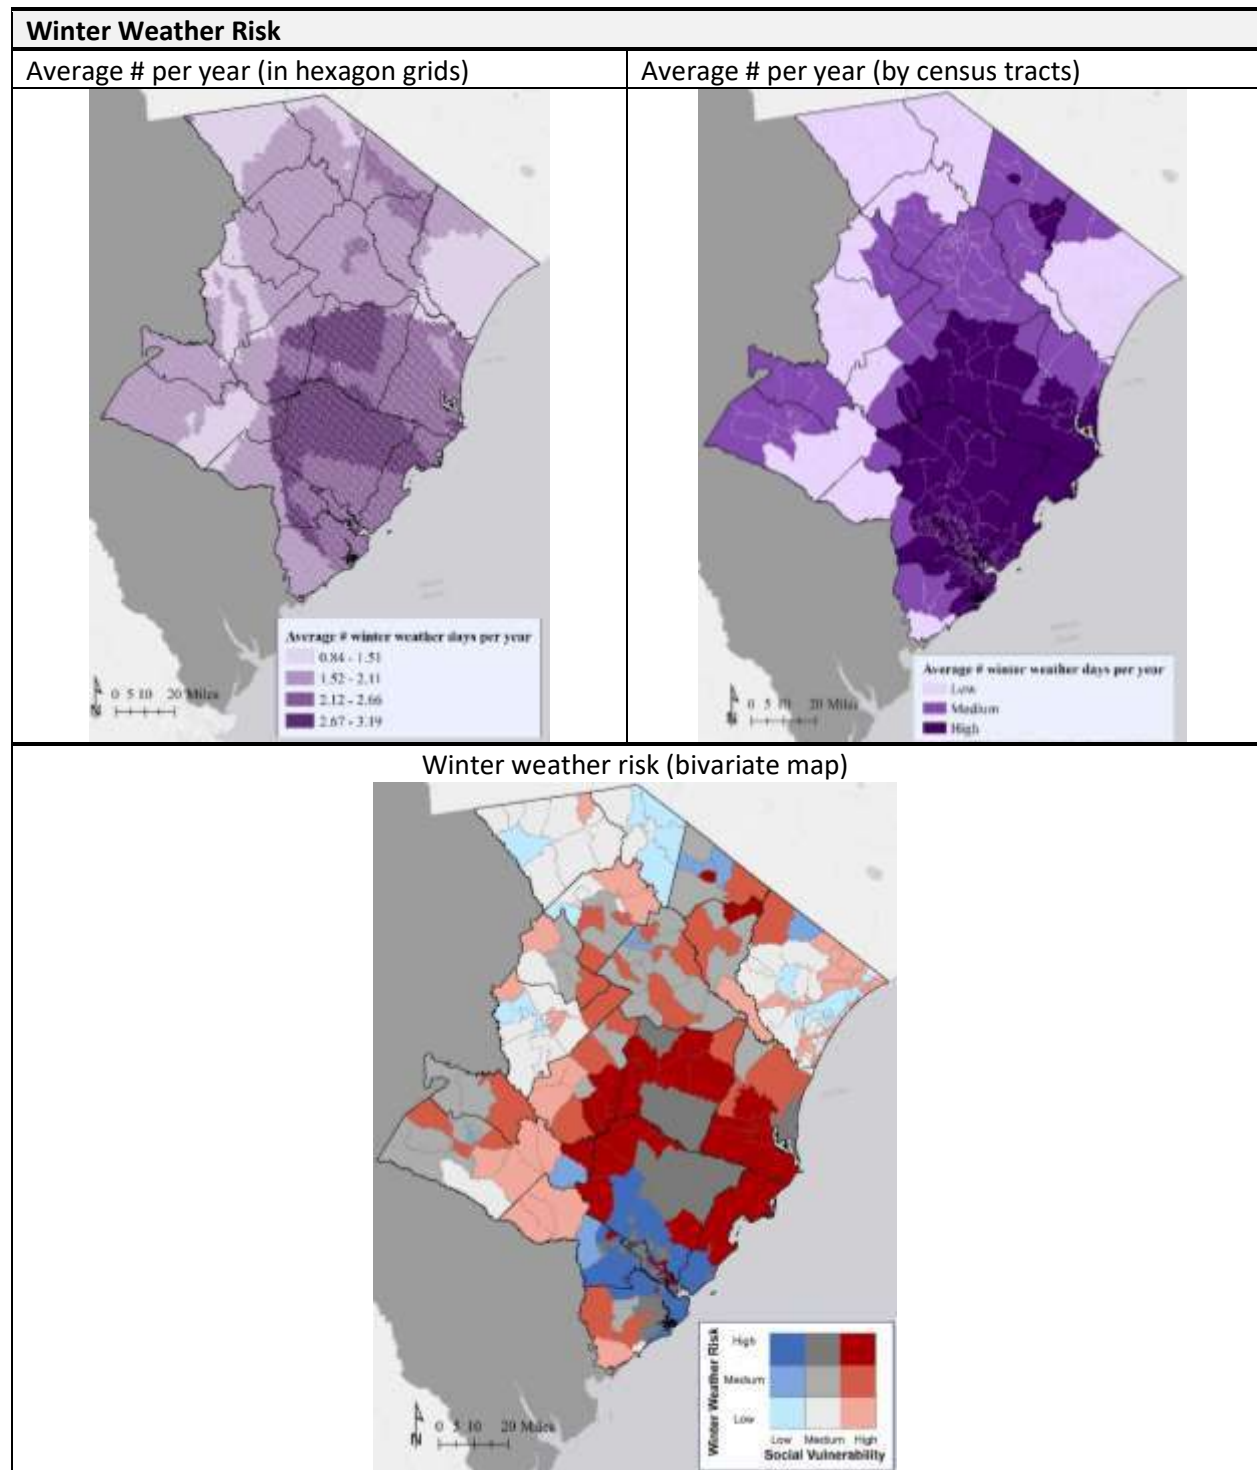 Winter Weather Risk
Average # per year (in hexagon grids)
Average # per year (by census tracts)
Average # winter weather days per year
0.84 - 1.51
1.52 - 2.11
2.12 - 2.66
2.67 - 3.19
N
0 5 10 20 Miles
Average # winter weather days per year
Low
Medium
High
N
0 5 10 20 Miles
Winter weather risk (bivariate map)
Winter Weather Risk
High
Medium
Low
Low Medium High
Social Vulnerability
N
0 5 10 20 Miles